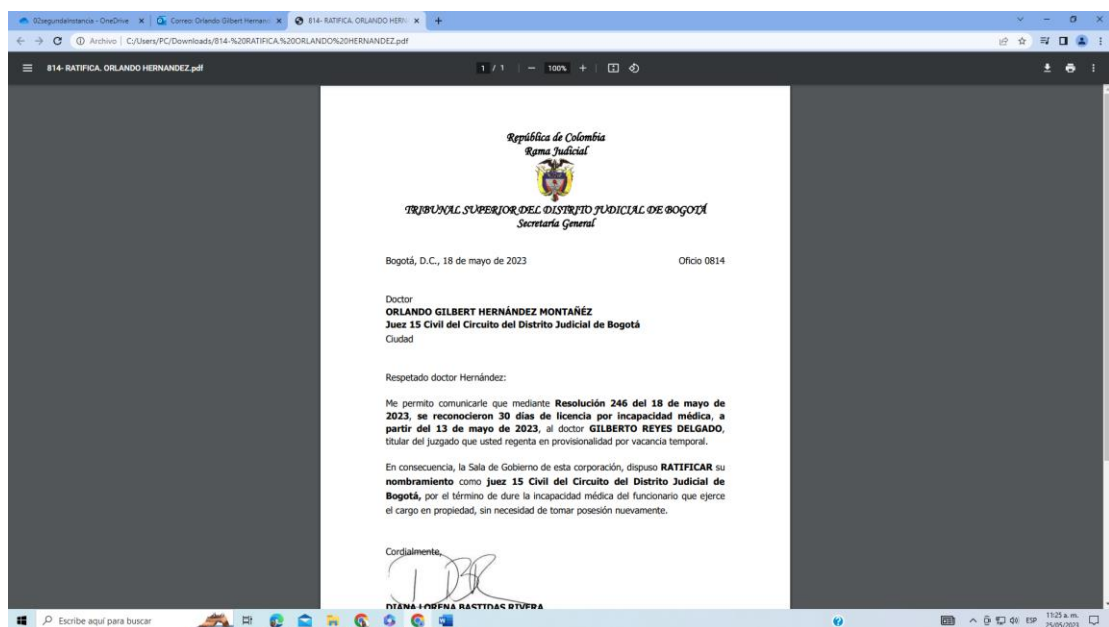 02segundainstancia - OneDrive
Correo: Orlando Gilbert Hernan
814- RATIFICA. ORLANDO HERN
Archivo | C:/Users/PC/Downloads/814-%20RATIFICA.%20ORLANDO%20HERNANDEZ.pdf
814- RATIFICA. ORLANDO HERNANDEZ.pdf
1 / 1
100%
República de Colombia
Rama Judicial
TRIBUNAL SUPERIOR DEL DISTRITO JUDICIAL DE BOGOTÁ
Secretaría General
Bogotá, D.C., 18 de mayo de 2023 Oficio 0814
Doctor
ORLANDO GILBERT HERNÁNDEZ MONTAÑÉZ
Juez 15 Civil del Circuito del Distrito Judicial de Bogotá
Ciudad
Respetado doctor Hernández:
Me permito comunicarle que mediante Resolución 246 del 18 de mayo de
2023, se reconocieron 30 días de licencia por incapacidad médica, a
partir del 13 de mayo de 2023, al doctor GILBERTO REYES DELGADO,
titular del juzgado que usted regenta en provisionalidad por vacancia temporal.
En consecuencia, la Sala de Gobierno de esta corporación, dispuso RATIFICAR su
nombramiento como juez 15 Civil del Circuito del Distrito Judicial de
Bogotá, por el término de dure la incapacidad médica del funcionario que ejerce
el cargo en propiedad, sin necesidad de tomar posesión nuevamente.
Cordialmente,
DIANA LORENA BASTIDAS RIVERA
Escribe aquí para buscar
ESP
11:25 a. m.
25/05/2023